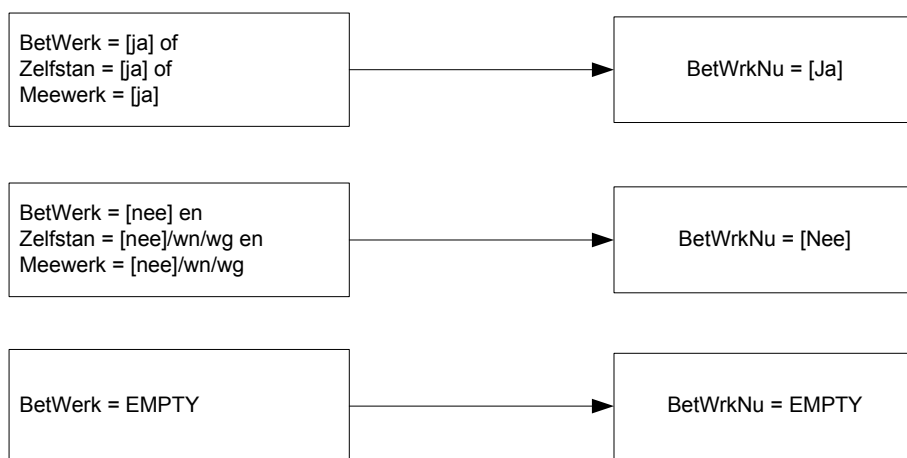 BetWerk = [ja] of
Zelfstan = [ja] of
Meewerk = [ja]
BetWrkNu = [Ja]
BetWerk = [nee] en
Zelfstan = [nee]/wn/wg en
Meewerk = [nee]/wn/wg
BetWrkNu = [Nee]
BetWerk = EMPTY
BetWrkNu = EMPTY